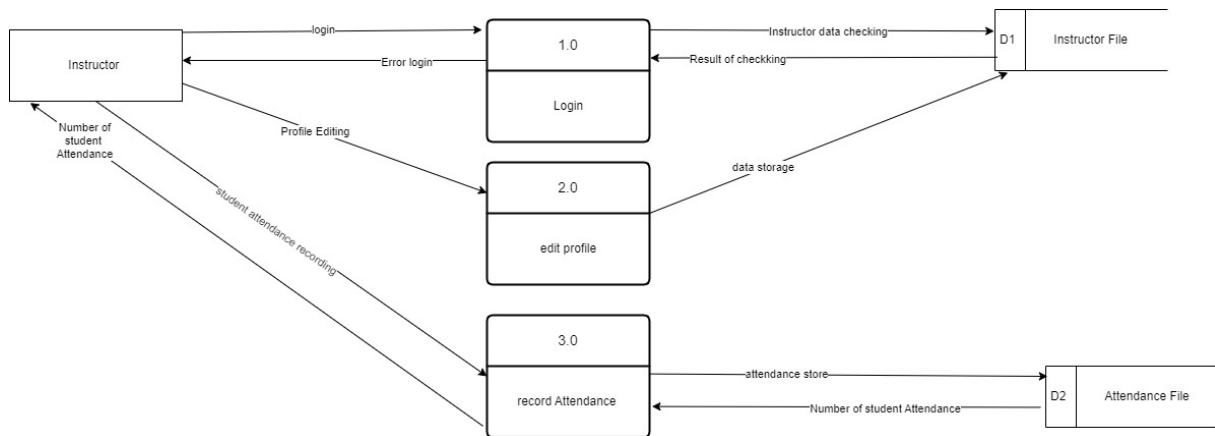 login
1.0
Instructor data checking
D1
Instructor File
Instructor
Error login
Result of checkking
Login
Number of
student
Attendance
Profile Editing
data storage
2.0
student attendance recording
edit profile
3.0
attendance store
record Attendance
Number of student Attendance
D2
Attendance File